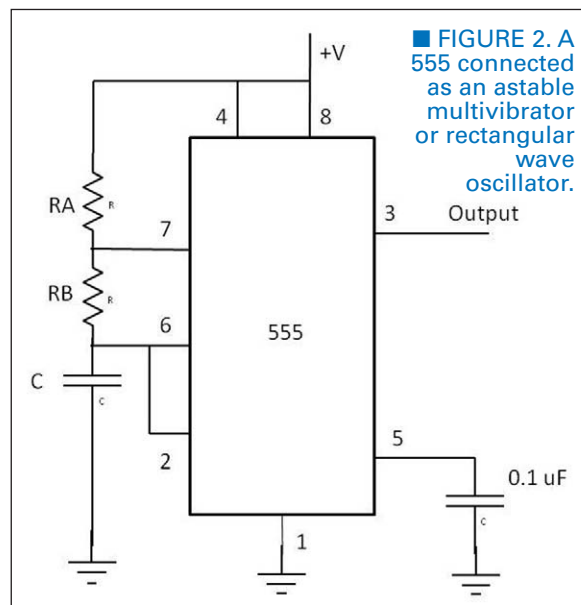 ■ FIGURE 2. A
555 connected
as an astable
multivibrator
or rectangular
wave
oscillator.
+V
4
8
RA
R
7
3
Output
RB
R
6
555
C
c
2
5
0.1 uF
c
1